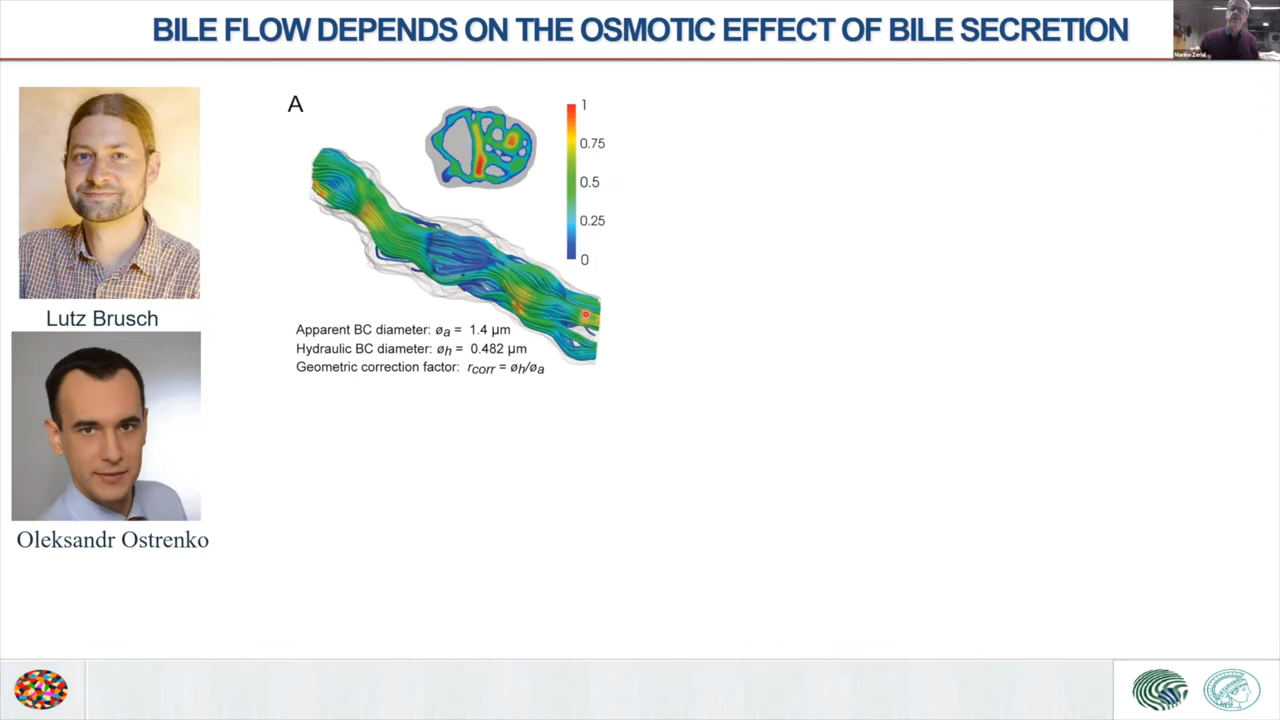 BILE FLOW DEPENDS ON THE OSMOTIC EFFECT OF BILE SECRETION
Marino Zerial
A
1
0.75
0.5
0.25
0
Apparent BC diameter: øa = 1.4 µm
Hydraulic BC diameter: øh = 0.482 µm
Geometric correction factor: rcorr = øh/øa
Lutz Brusch
Oleksandr Ostrenko